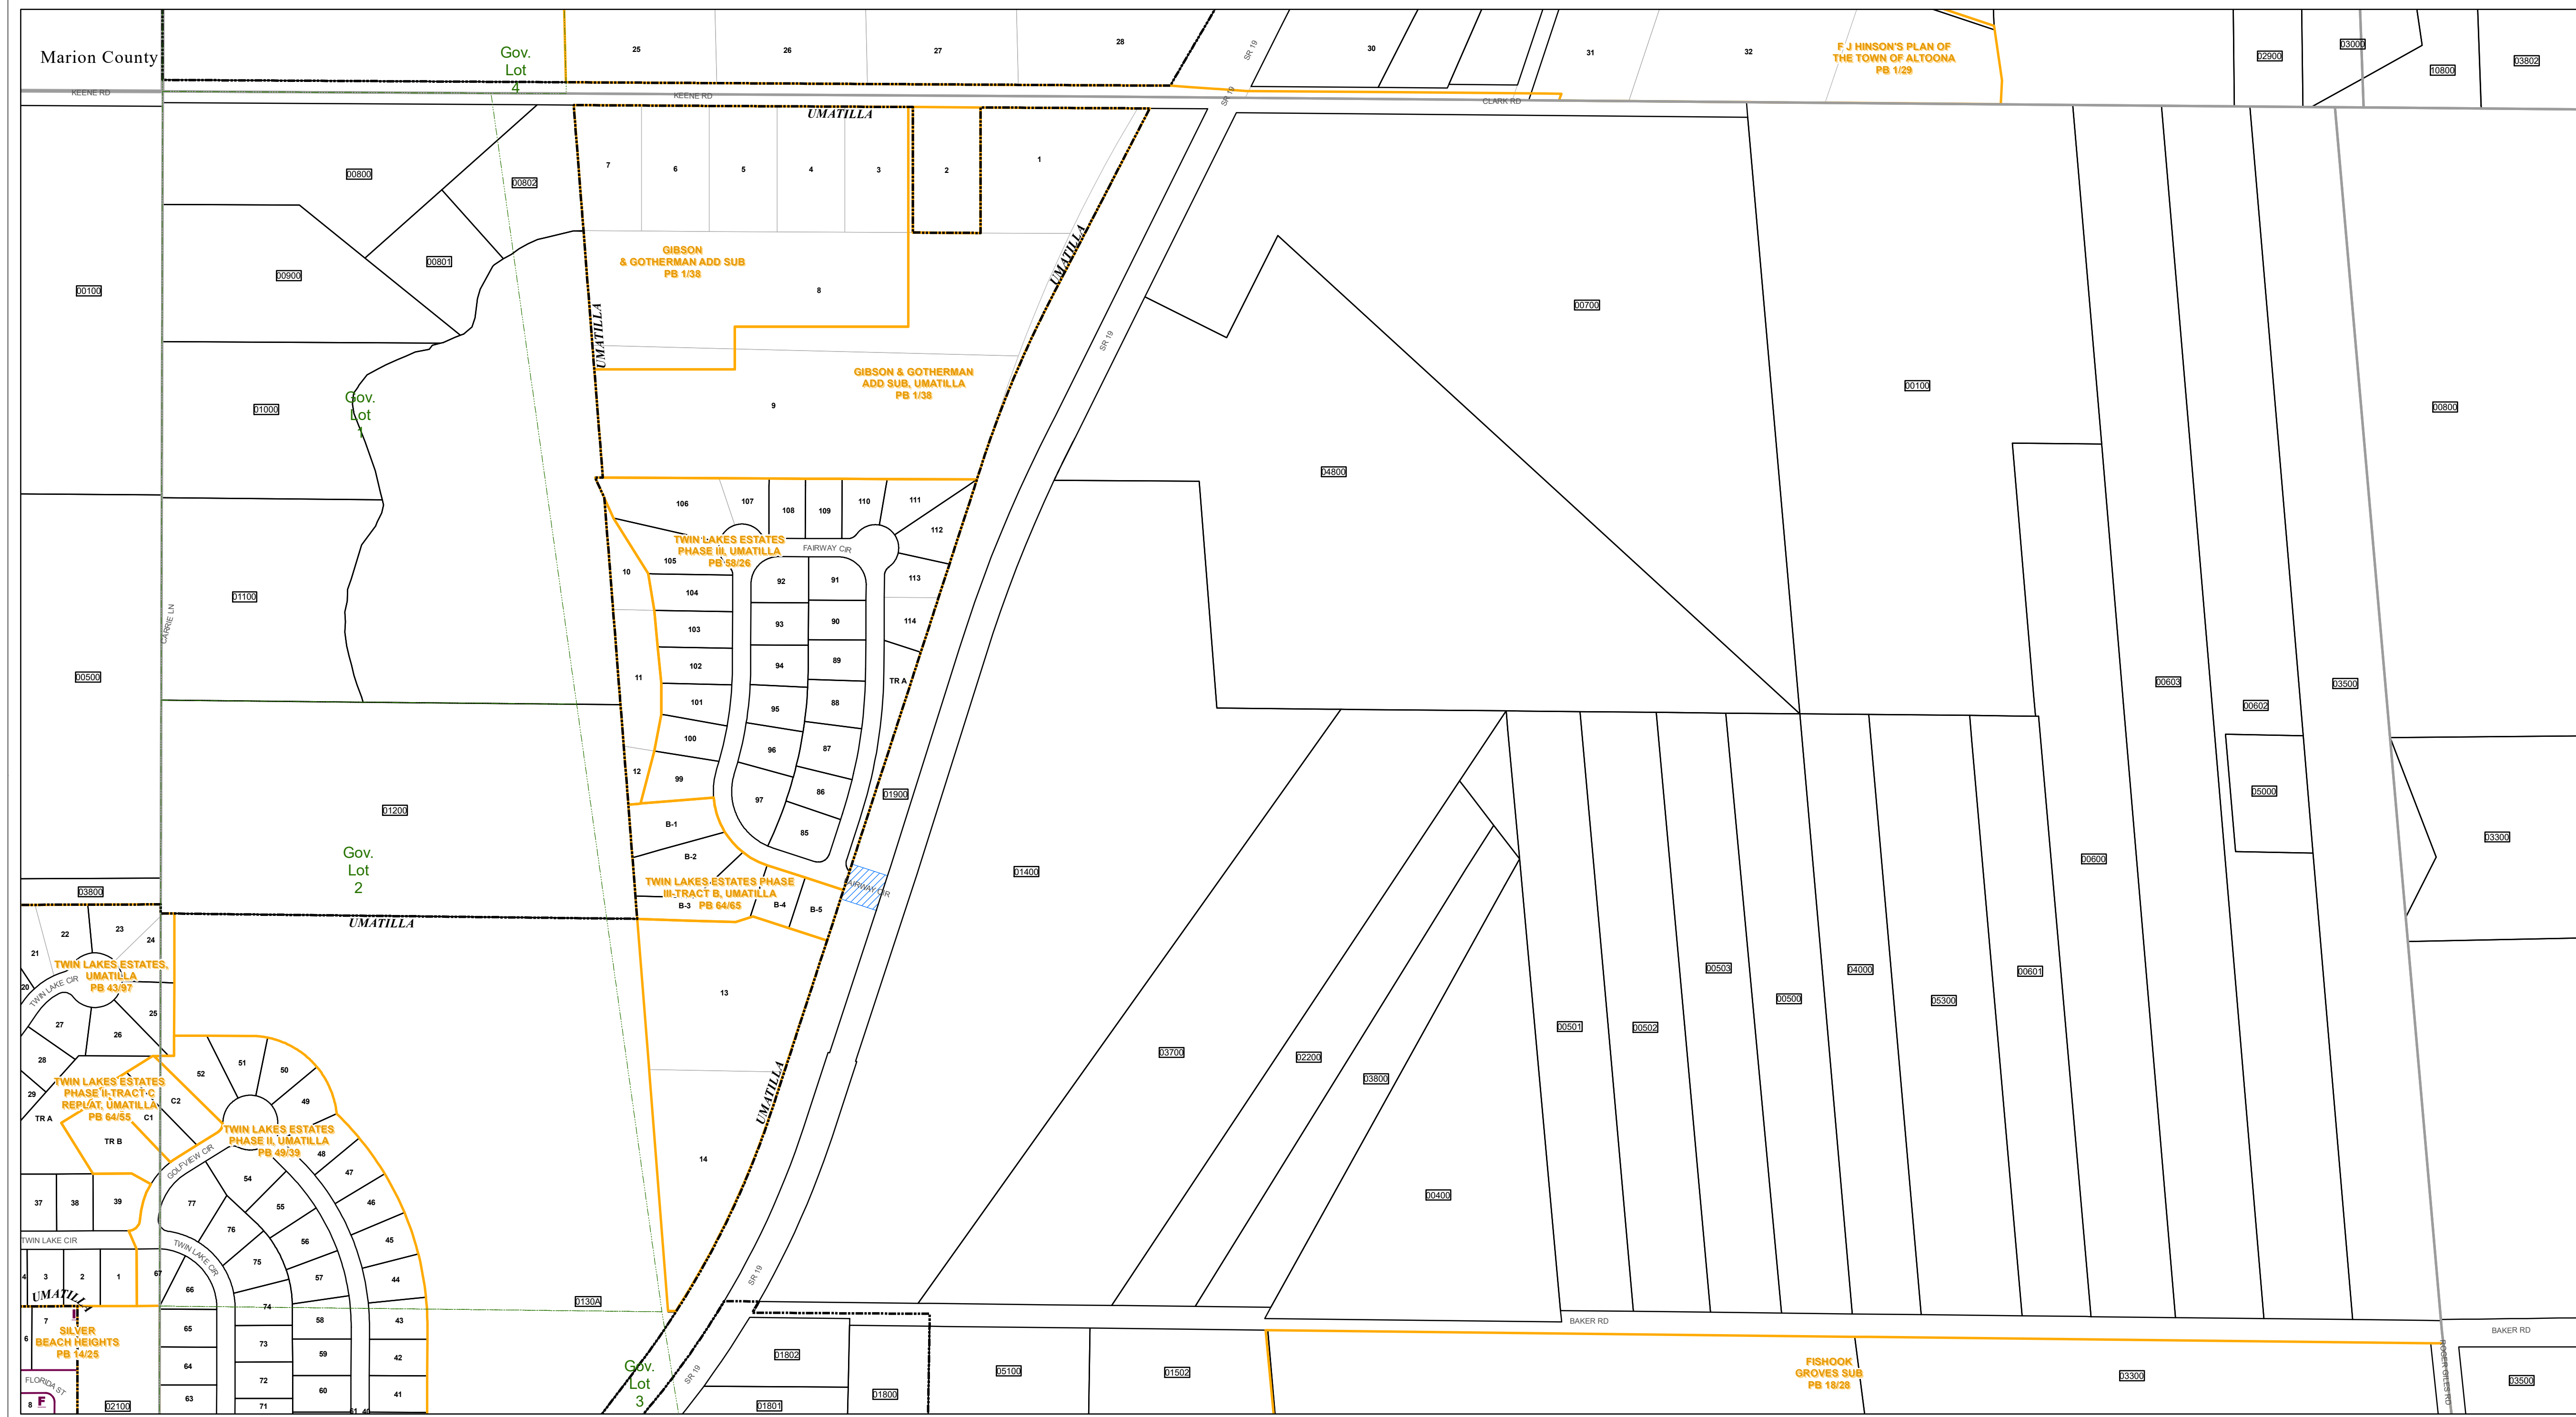 Marion County
Gov.
Lot
4
25
26
27
28
SR 19
30
31
32
F J HINSON'S PLAN OF
THE TOWN OF ALTOONA
PB 1/29
02900
03000
10800
03802
KEENE RD
KEENE RD
SR 19
CLARK RD
UMATILLA
00800
00802
7
6
5
4
3
2
1
00801
00900
00100
GIBSON
& GOTHERMAN ADD SUB
PB 1/38
8
UMATILLA
UMATILLA
SR 19
00700
00100
00800
GIBSON & GOTHERMAN
ADD SUB, UMATILLA
PB 1/38
9
01000
Gov.
Lot
1
04800
106
107
108
109
110
111
112
TWIN LAKES ESTATES
PHASE III, UMATILLA
PB 58/26
FAIRWAY CIR
105
10
104
92
91
113
01100
CARRIE LN
103
93
90
114
102
94
89
11
TR A
00500
101
95
88
100
96
87
12
99
97
86
85
01900
00603
00602
03500
05000
03300
01200
Gov.
Lot
2
B-1
B-2
TWIN LAKES ESTATES PHASE
III-TRACT B, UMATILLA
PB 64/65
B-3
B-4
B-5
01400
00600
03800
UMATILLA
21
22
23
24
TWIN LAKES ESTATES,
UMATILLA
PB 43/97
20
TWIN LAKE CIR
25
26
27
28
29
13
00503
04000
00601
00500
05300
00501
00502
03700
02200
03800
TWIN LAKES ESTATES
PHASE II-TRACT C
REPLAT, UMATILLA
PB 64/55
TR A
TR B
C1
C2
52
51
50
49
TWIN LAKES ESTATES
PHASE II, UMATILLA
PB 49/39
GOLFVIEW CIR
48
47
46
45
44
UMATILLA
14
00400
37
38
39
77
54
55
76
56
75
57
TWIN LAKE CIR
TWIN LAKE CIR
4
3
2
1
67
66
74
SR 19
0130A
UMATILLA
7
6
SILVER
BEACH HEIGHTS
PB 14/25
65
73
58
43
64
59
42
72
63
60
41
71
61
40
FLORIDA ST
8
F
02100
Gov.
Lot
3
SR 19
01802
01801
01800
05100
01502
BAKER RD
FISHOOK
GROVES SUB
PB 18/28
03300
BAKER RD
ROGER GILES RD
03500